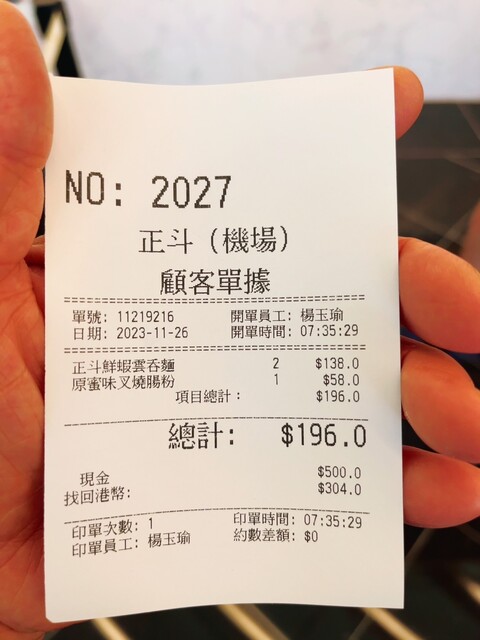 NO: 2027
正斗（機場）
顧客單據
單號: 11219216 開單員工: 楊玉瑜
日期: 2023-11-26 開單時間: 07:35:29
正斗鮮蝦雲吞麵 2 $138.0
原蜜味叉燒腸粉 1 $58.0
項目總計: $196.0
總計: $196.0
現金 $500.0
找回港幣: $304.0
印單次數: 1 印單時間: 07:35:29
印單員工: 楊玉瑜 約數差額: $0